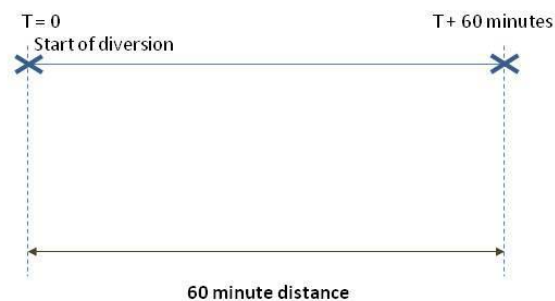 T = 0
T + 60 minutes
Start of diversion
60 minute distance